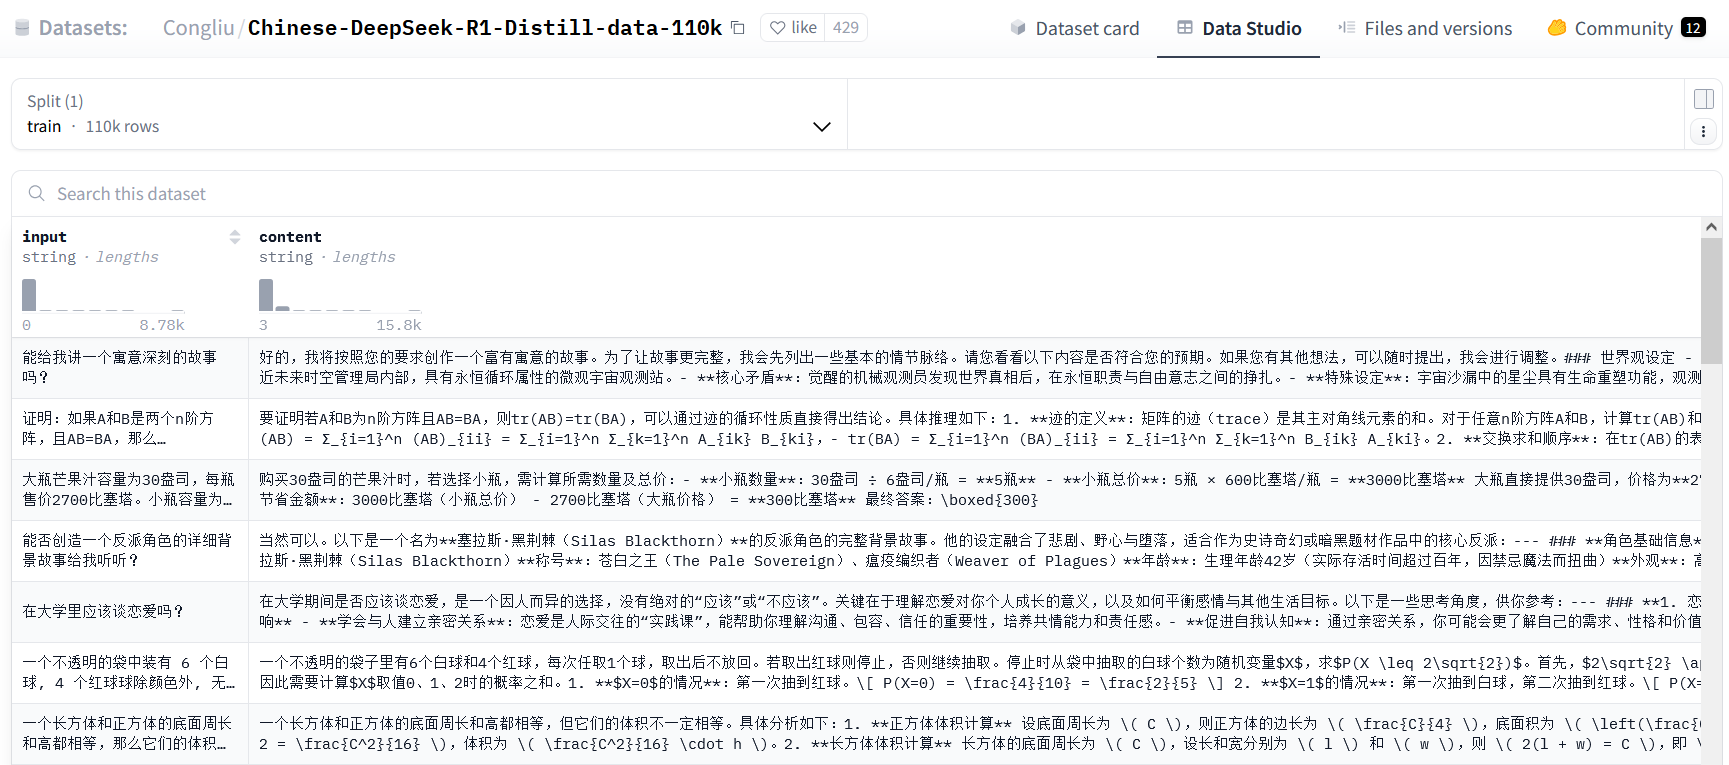 Datasets: Congliu/Chinese-DeepSeek-R1-Distill-data-110k like 429 Dataset card Data Studio Files and versions Community 12
Split (1)
train · 110k rows
Search this dataset
input content
string · lengths string · lengths
0 8.78k 3 15.8k
能给我讲一个寓意深刻的故事 好的，我将按照您的要求创作一个富有寓意的故事。为了让故事更完整，我会先列出一些基本的情节脉络。请您看看以下内容是否符合您的预期。如果您有其他想法，可以随时提出，我会进行调整。### 世界观设定 -
吗？ 近未来时空管理局内部，具有永恒循环属性的微观宇宙观测站。- **核心矛盾**：觉醒的机械观测员发现世界真相后，在永恒职责与自由意志之间的挣扎。- **特殊设定**：宇宙沙漏中的星尘具有生命重塑功能，观测
证明：如果A和B是两个n阶方 要证明若A和B为n阶方阵且AB=BA，则tr(AB)=tr(BA)，可以通过迹的循环性质直接得出结论。具体推理如下：1. **迹的定义**：矩阵的迹（trace）是其主对角线元素的和。对于任意n阶方阵A和B，计算tr(AB)和
阵，且AB=BA，那么… (AB) = Σ_{i=1}^n (AB)_{ii} = Σ_{i=1}^n Σ_{k=1}^n A_{ik} B_{ki}，- tr(BA) = Σ_{i=1}^n (BA)_{ii} = Σ_{i=1}^n Σ_{k=1}^n B_{ik} A_{ki}。2. **交换求和顺序**：在tr(AB)的表
大瓶芒果汁容量为30盎司，每瓶 购买30盎司的芒果汁时，若选择小瓶，需计算所需数量及总价：- **小瓶数量**：30盎司 ÷ 6盎司/瓶 = **5瓶** - **小瓶总价**：5瓶 × 600比塞塔/瓶 = **3000比塞塔** 大瓶直接提供30盎司，价格为**2
售价2700比塞塔。小瓶容量为… 节省金额**：3000比塞塔（小瓶总价） - 2700比塞塔（大瓶价格） = **300比塞塔** 最终答案：\boxed{300}
能否创造一个反派角色的详细背 当然可以。以下是一个名为**塞拉斯·黑荆棘（Silas Blackthorn）**的反派角色的完整背景故事。他的设定融合了悲剧、野心与堕落，适合作为史诗奇幻或暗黑题材作品中的核心反派：--- ### **角色基础信息*
景故事给我听听？ 拉斯·黑荆棘（Silas Blackthorn）**称号**：苍白之王（The Pale Sovereign）、瘟疫编织者（Weaver of Plagues）**年龄**：生理年龄42岁（实际存活时间超过百年，因禁忌魔法而扭曲）**外观**：高
在大学里应该谈恋爱吗？ 在大学期间是否应该谈恋爱，是一个因人而异的选择，没有绝对的“应该”或“不应该”。关键在于理解恋爱对你个人成长的意义，以及如何平衡感情与其他生活目标。以下是一些思考角度，供你参考：--- ### **1. 恋
响** - **学会与人建立亲密关系**：恋爱是人际交往的“实践课”，能帮助你理解沟通、包容、信任的重要性，培养共情能力和责任感。- **促进自我认知**：通过亲密关系，你可能会更了解自己的需求、性格和价值
一个不透明的袋中装有 6 个白 一个不透明的袋子里有6个白球和4个红球，每次任取1个球，取出后不放回。若取出红球则停止，否则继续抽取。停止时从袋中抽取的白球个数为随机变量$X$，求$P(X \leq 2\sqrt{2})$。首先，$2\sqrt{2} \ap
球, 4 个红球球除颜色外, 无… 因此需要计算$X$取值0、1、2时的概率之和。1. **$X=0$的情况**：第一次抽到红球。\[ P(X=0) = \frac{4}{10} = \frac{2}{5} \] 2. **$X=1$的情况**：第一次抽到白球，第二次抽到红球。\[ P(X=
一个长方体和正方体的底面周长 一个长方体和正方体的底面周长和高都相等，但它们的体积不一定相等。具体分析如下：1. **正方体体积计算** 设底面周长为 \( C \)，则正方体的边长为 \( \frac{C}{4} \)，底面积为 \( \left(\frac{C
和高都相等，那么它们的体积… 2 = \frac{C^2}{16} \)，体积为 \( \frac{C^2}{16} \cdot h \)。2. **长方体体积计算** 长方体的底面周长为 \( C \)，设长和宽分别为 \( l \) 和 \( w \)，则 \( 2(l + w) = C \)，即 \